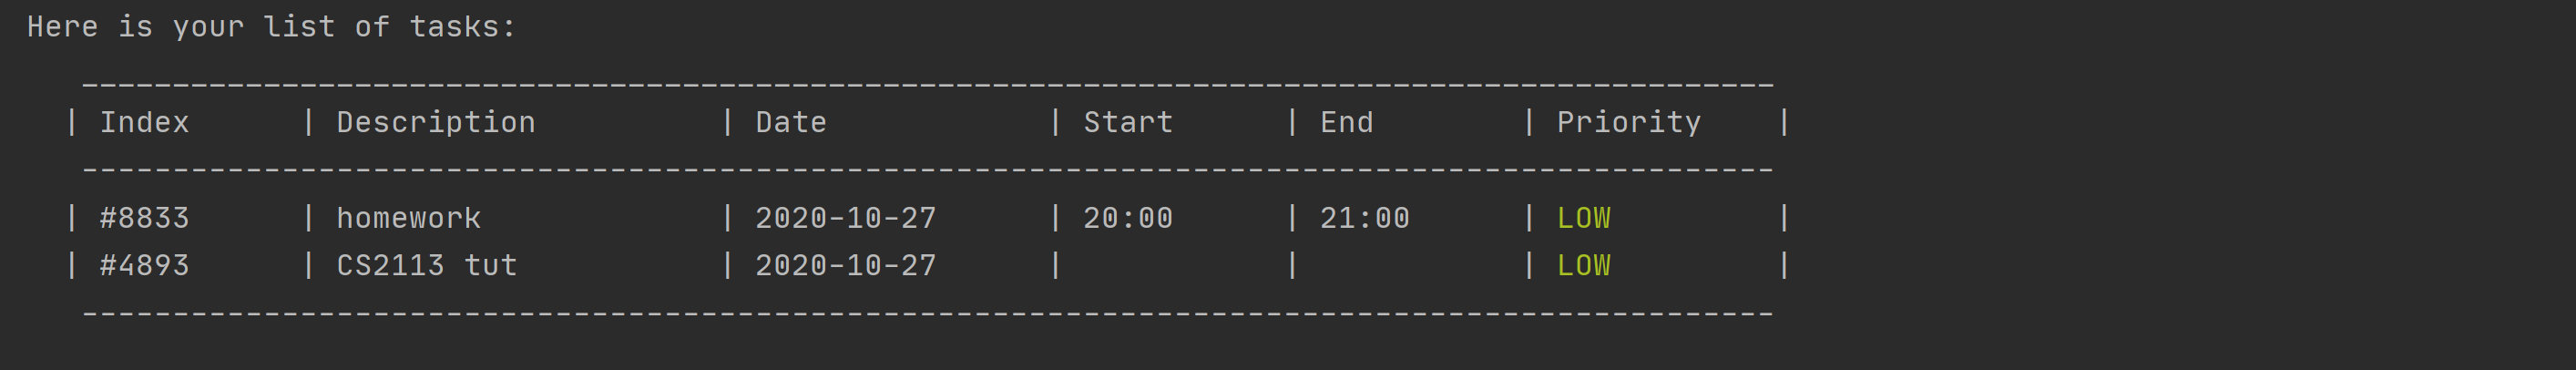 Here is your list of tasks:
---------------------------------------------------------------------------------------------
| Index      | Description          | Date            | Start      | End        | Priority    |
---------------------------------------------------------------------------------------------
| #8833      | homework             | 2020-10-27      | 20:00      | 21:00      | LOW         |
| #4893      | CS2113 tut           | 2020-10-27      |            |            | LOW         |
---------------------------------------------------------------------------------------------